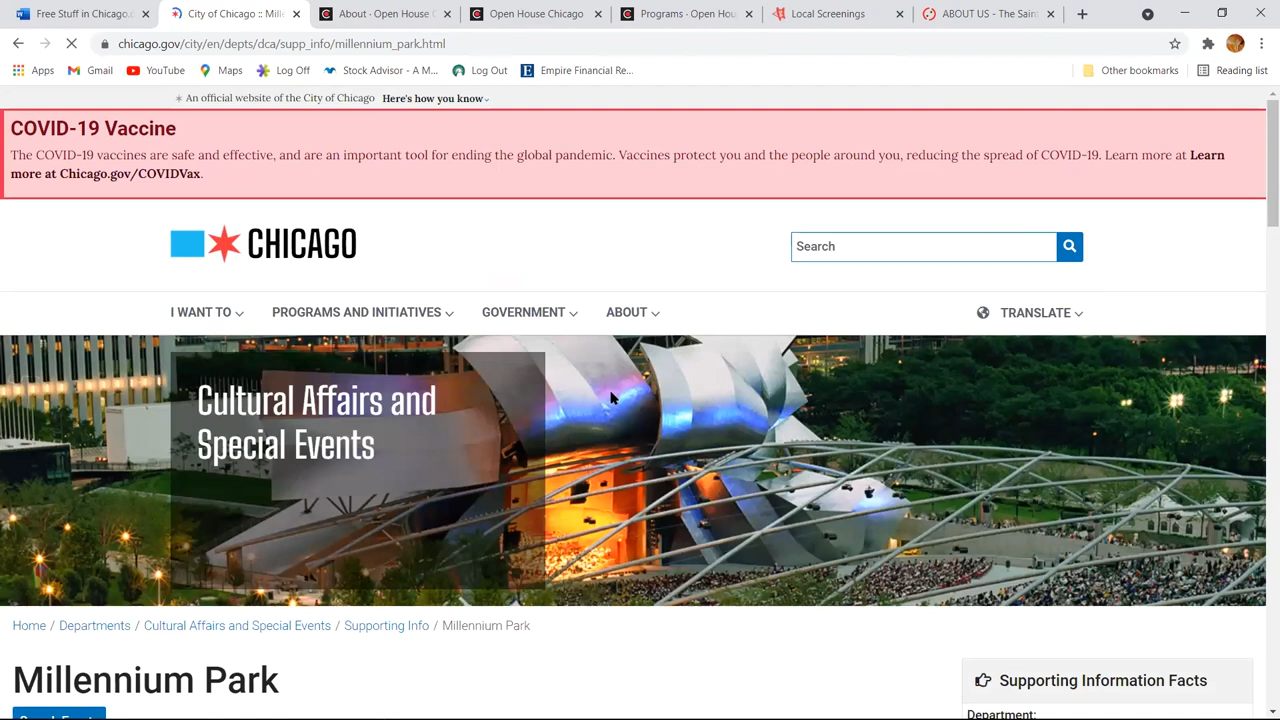 Free Stuff in Chicago.c
City of Chicago :: Mille
About - Open House C
Open House Chicago
Programs - Open Hou
Local Screenings
ABOUT US - The Saint
chicago.gov/city/en/depts/dca/supp_info/millennium_park.html
Apps
Gmail
YouTube
Maps
Log Off
Stock Advisor - A M...
Log Out
Empire Financial Re...
Other bookmarks
Reading list
An official website of the City of Chicago Here's how you know
COVID-19 Vaccine
The COVID-19 vaccines are safe and effective, and are an important tool for ending the global pandemic. Vaccines protect you and the people around you, reducing the spread of COVID-19. Learn more at Learn
more at Chicago.gov/COVIDVax.
CHICAGO
Search
I WANT TO
PROGRAMS AND INITIATIVES
GOVERNMENT
ABOUT
TRANSLATE
Cultural Affairs and
Special Events
Home / Departments / Cultural Affairs and Special Events / Supporting Info / Millennium Park
Millennium Park
Supporting Information Facts
Department: